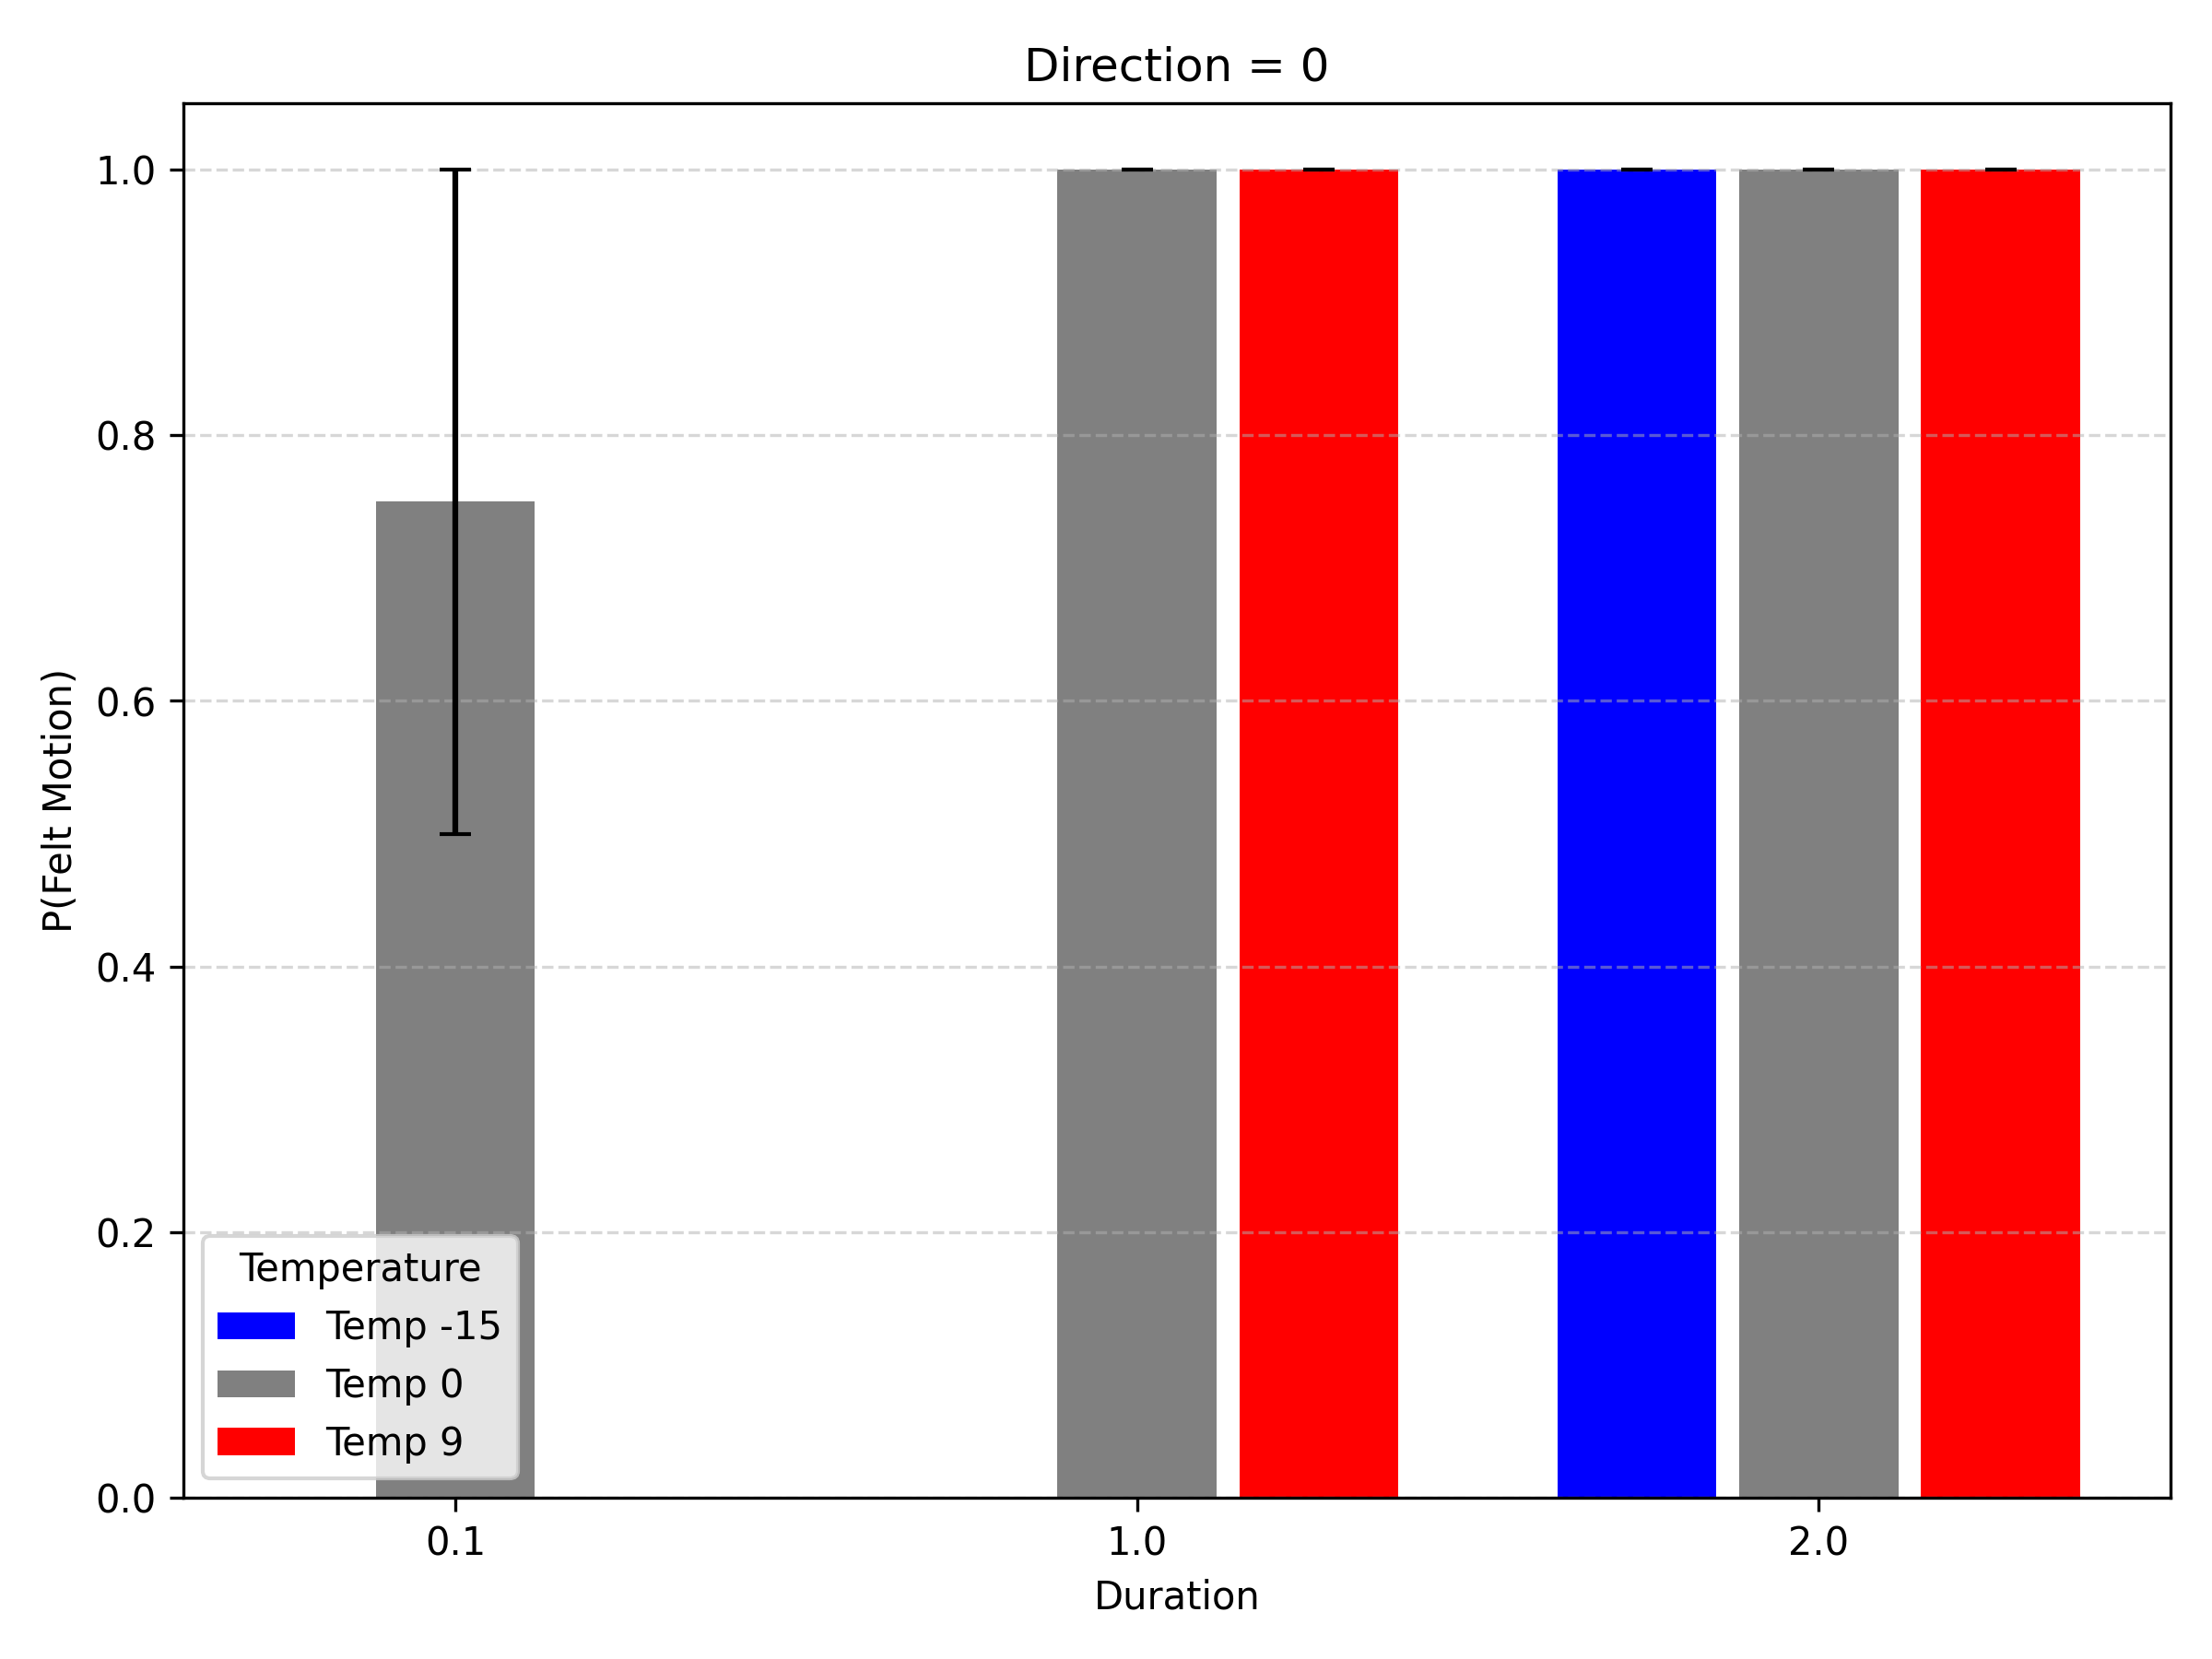 Direction = 0
P(Felt Motion)
1.0
0.8
0.6
0.4
0.2
0.0
Temperature
Temp -15
Temp 0
Temp 9
0.1 1.0 2.0
Duration